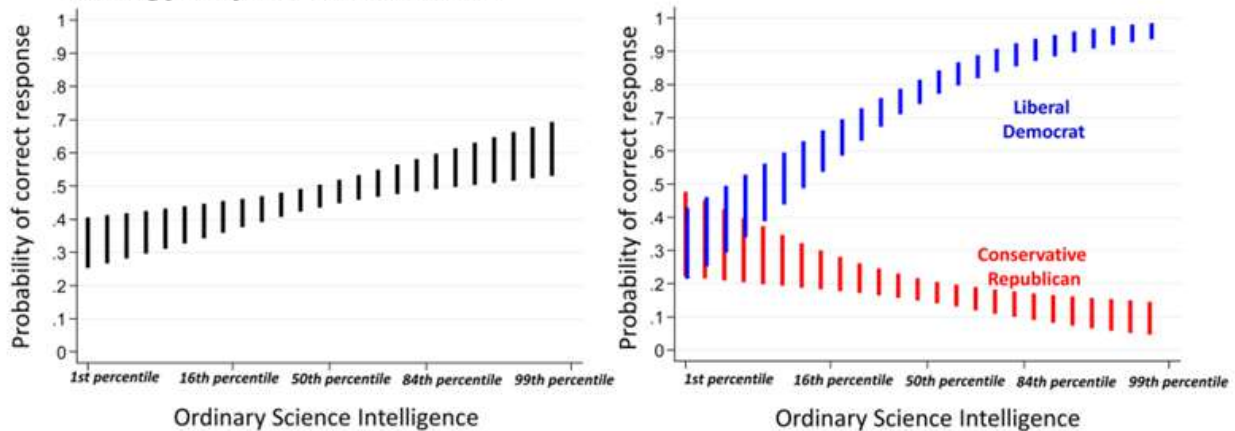 Probability of correct response
1
.9
.8
.7
.6
.5
.4
.3
.2
.1
0
1st percentile
16th percentile
50th percentile
84th percentile
99th percentile
Ordinary Science Intelligence
Probability of correct response
1
.9
.8
.7
.6
.5
.4
.3
.2
.1
0
Liberal
Democrat
Conservative
Republican
1st percentile
16th percentile
50th percentile
84th percentile
99th percentile
Ordinary Science Intelligence